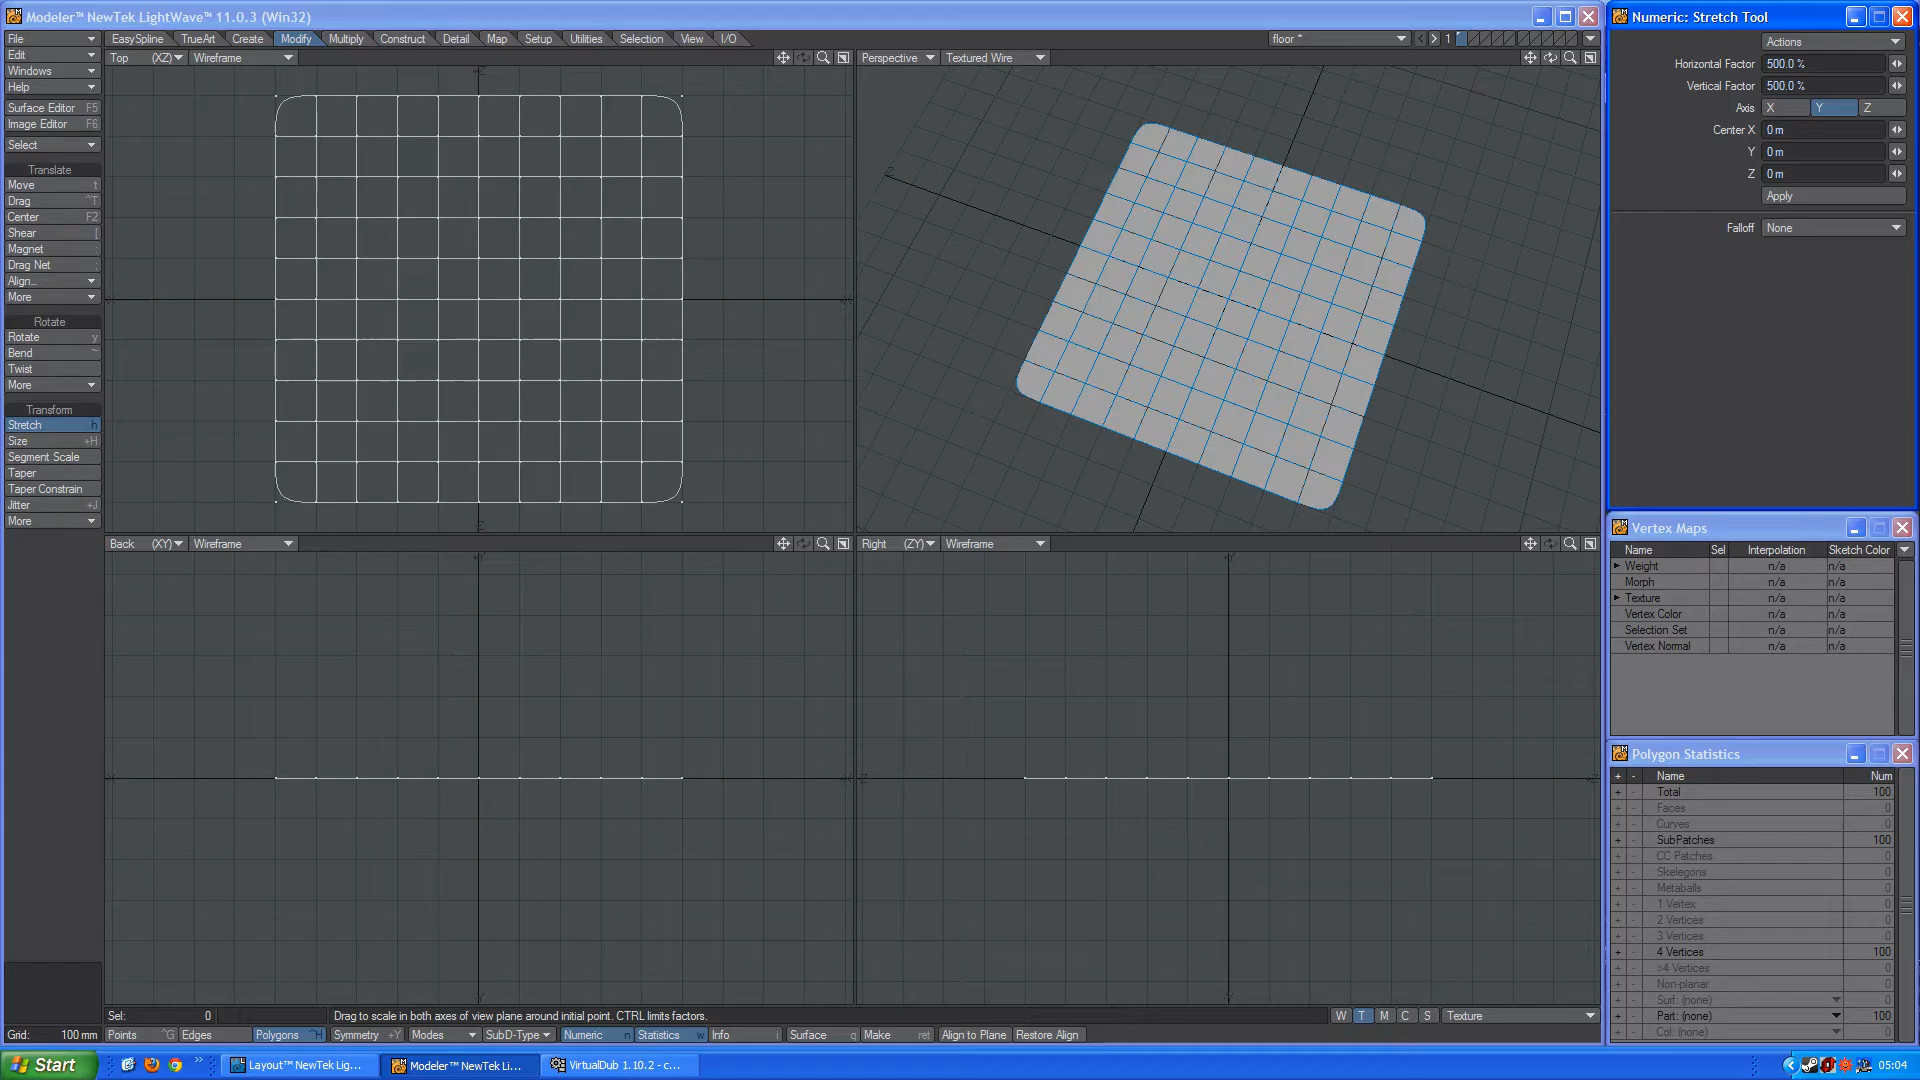 Modeler™ NewTek LightWave™ 11.0.3 (Win32)
File EasySpline TrueArt Create Modify Multiply Construct Detail Map Setup Utilities Selection View I/O floor * 1
Edit
Windows
Help
Surface Editor F5
Image Editor F6
Select
Translate
Move t
Drag ^T
Center F2
Shear [
Magnet :
Drag Net ;
Align...
More
Rotate
Rotate y
Bend ~
Twist
More
Transform
Stretch h
Size +H
Segment Scale
Taper
Taper Constrain
Jitter +J
More
Top (XZ) Wireframe
Perspective Textured Wire
Back (XY) Wireframe
Right (ZY) Wireframe
Numeric: Stretch Tool
Actions
Horizontal Factor 500.0 %
Vertical Factor 500.0 %
Axis X Y Z
Center X 0 m
Y 0 m
Z 0 m
Apply
Falloff None
Vertex Maps
Name Sel Interpolation Sketch Color
Weight n/a n/a
Morph n/a n/a
Texture n/a n/a
Vertex Color n/a n/a
Selection Set n/a n/a
Vertex Normal n/a n/a
Polygon Statistics
+ - Name Num
+ - Total 100
+ - Faces 0
+ - Curves 0
+ - SubPatches 100
+ - CC Patches 0
+ - Skelegons 0
+ - Metaballs 0
+ - 1 Vertex 0
+ - 2 Vertices 0
+ - 3 Vertices 0
+ - 4 Vertices 100
+ - >4 Vertices 0
+ - Non-planar 0
+ - Surf: (none) 0
+ - Part: (none) 100
+ - Col: (none) 0
Sel: 0 Drag to scale in both axes of view plane around initial point. CTRL limits factors. W T M C S Texture
Grid: 100 mm Points ^G Edges Polygons ^H Symmetry +Y Modes SubD-Type Numeric n Statistics w Info i Surface q Make ret Align to Plane Restore Align
Start Layout™ NewTek Lig... Modeler™ NewTek Li... VirtualDub 1.10.2 - c... 05:04